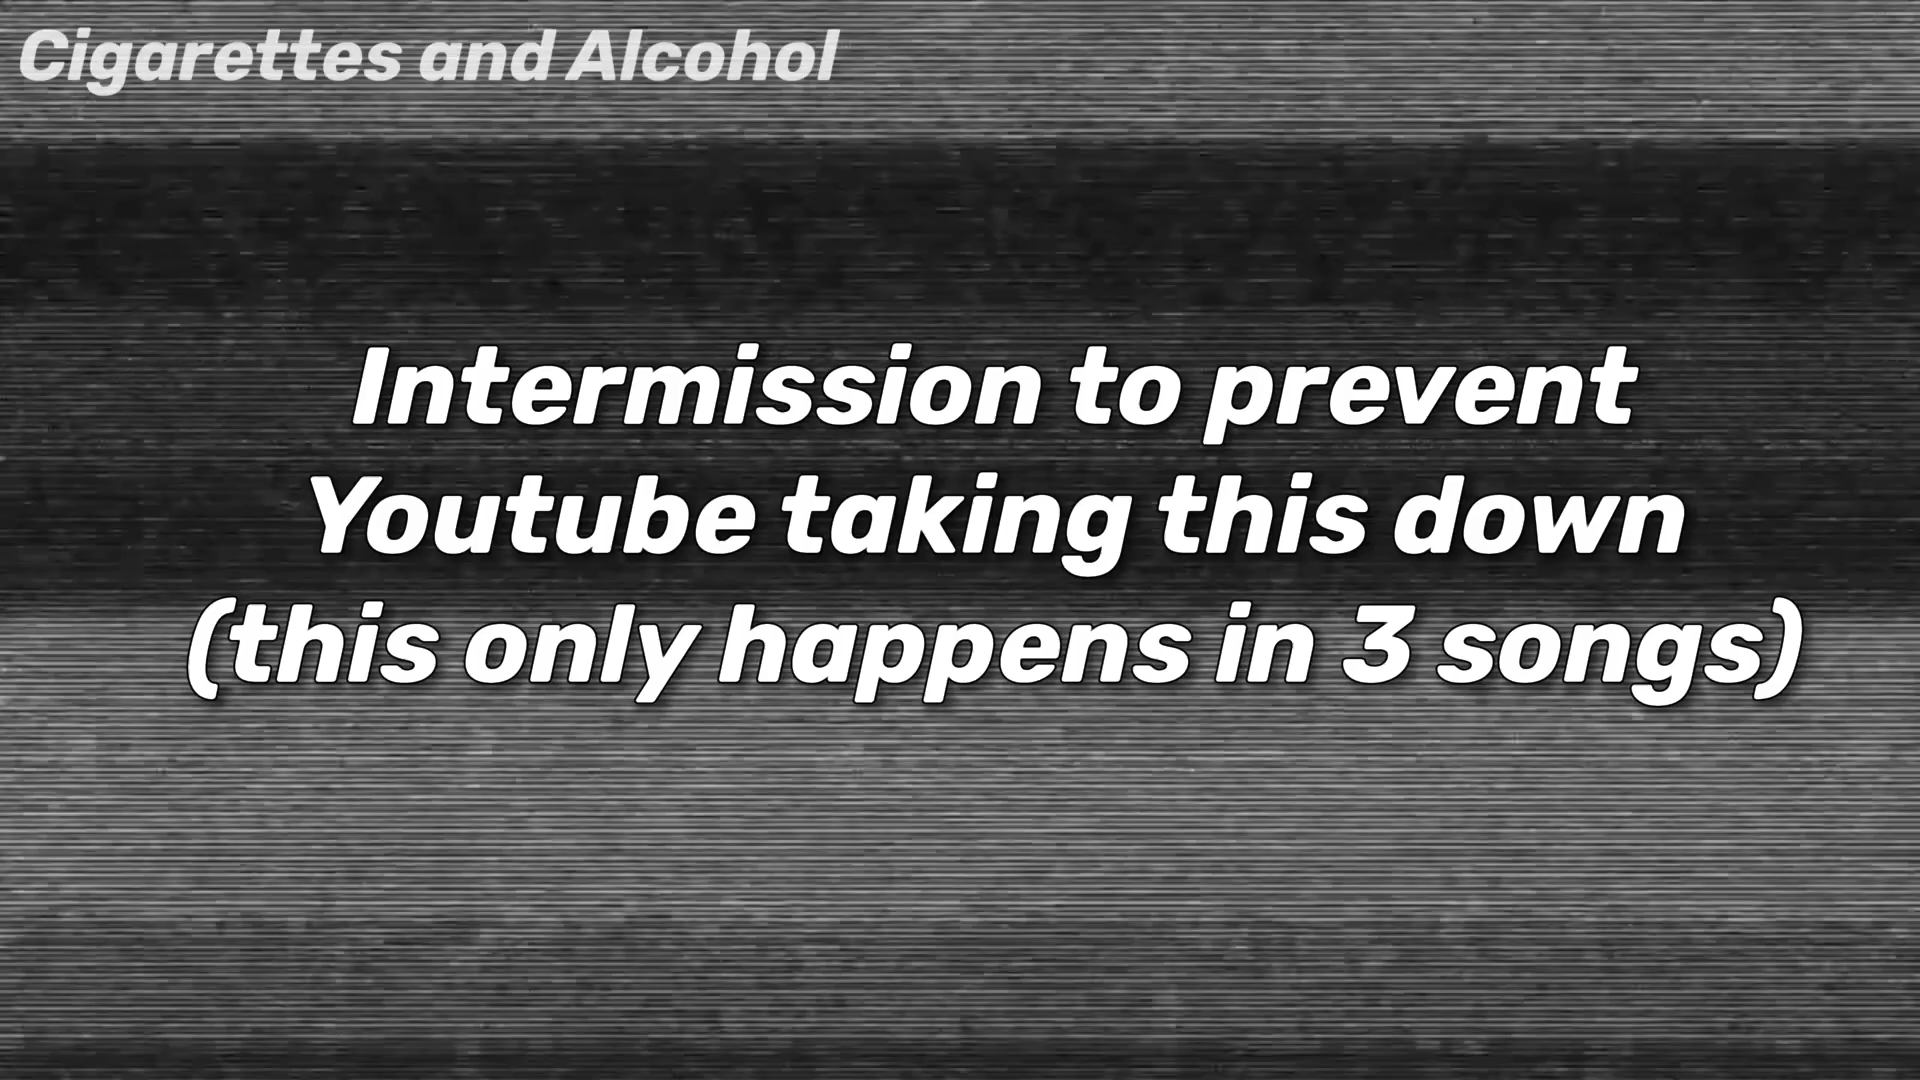 Cigarettes and Alcohol
Intermission to prevent
Youtube taking this down
(this only happens in 3 songs)